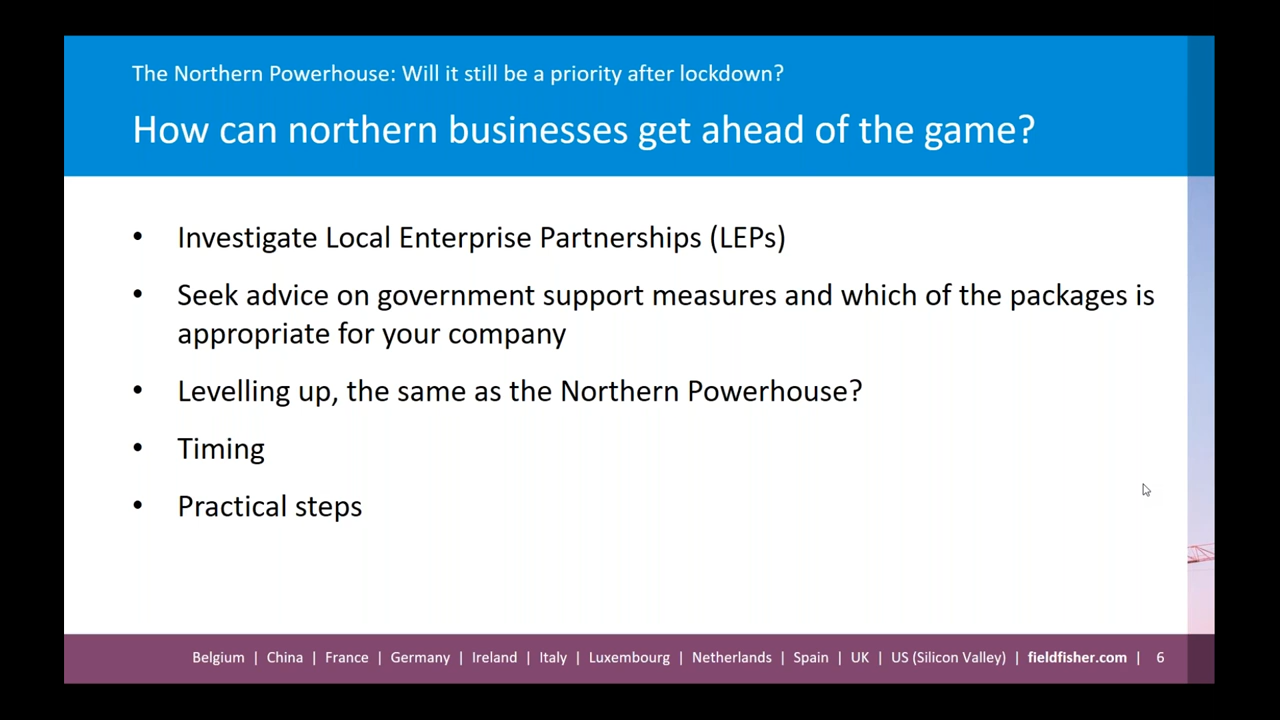 The Northern Powerhouse: Will it still be a priority after lockdown?
How can northern businesses get ahead of the game?
• Investigate Local Enterprise Partnerships (LEPs)
• Seek advice on government support measures and which of the packages is
appropriate for your company
• Levelling up, the same as the Northern Powerhouse?
• Timing
• Practical steps
Belgium | China | France | Germany | Ireland | Italy | Luxembourg | Netherlands | Spain | UK | US (Silicon Valley) | fieldfisher.com | 6